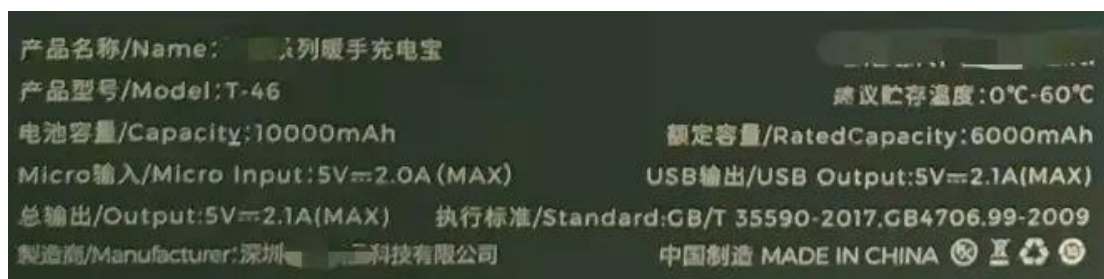 产品名称/Name: 系列暖手充电宝
产品型号/Model:T-46
建议贮存温度:0℃-60℃
电池容量/Capacity:10000mAh
额定容量/RatedCapacity:6000mAh
Micro输入/Micro Input:5V⎓2.0A(MAX)
USB输出/USB Output:5V⎓2.1A(MAX)
总输出/Output:5V⎓2.1A(MAX)
执行标准/Standard:GB/T 35590-2017.GB4706.99-2009
製造商/Manufacturer:深圳 科技有限公司
中国制造 MADE IN CHINA